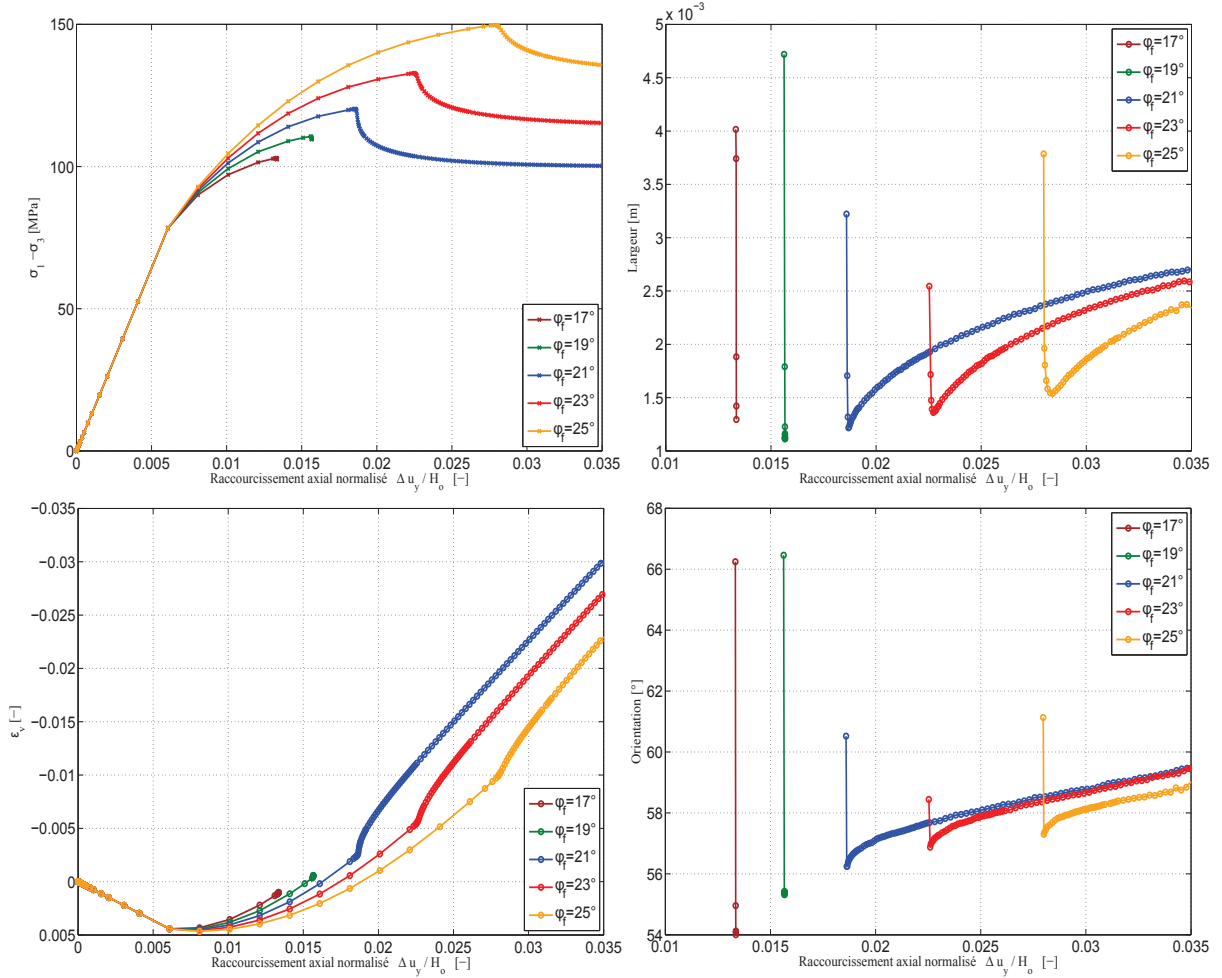 150
100
50
0
σ1 −σ3 [MPa]
φf=17°
φf=19°
φf=21°
φf=23°
φf=25°
0 0.005 0.01 0.015 0.02 0.025 0.03 0.035
Raccourcissement axial normalisé Δ uy / Ho [−]
5 x 10−3
4.5
4
3.5
3
2.5
2
1.5
1
Largeur [m]
φf=17°
φf=19°
φf=21°
φf=23°
φf=25°
0.01 0.015 0.02 0.025 0.03 0.035
Raccourcissement axial normalisé Δ uy / Ho [−]
−0.035
−0.03
−0.025
−0.02
−0.015
−0.01
−0.005
0
0.005
εv [−]
φf=17°
φf=19°
φf=21°
φf=23°
φf=25°
0 0.005 0.01 0.015 0.02 0.025 0.03 0.035
Raccourcissement axial normalisé Δ uy / Ho [−]
68
66
64
62
60
58
56
54
Orientation [°]
φf=17°
φf=19°
φf=21°
φf=23°
φf=25°
0.01 0.015 0.02 0.025 0.03 0.035
Raccourcissement axial normalisé Δ uy / Ho [−]